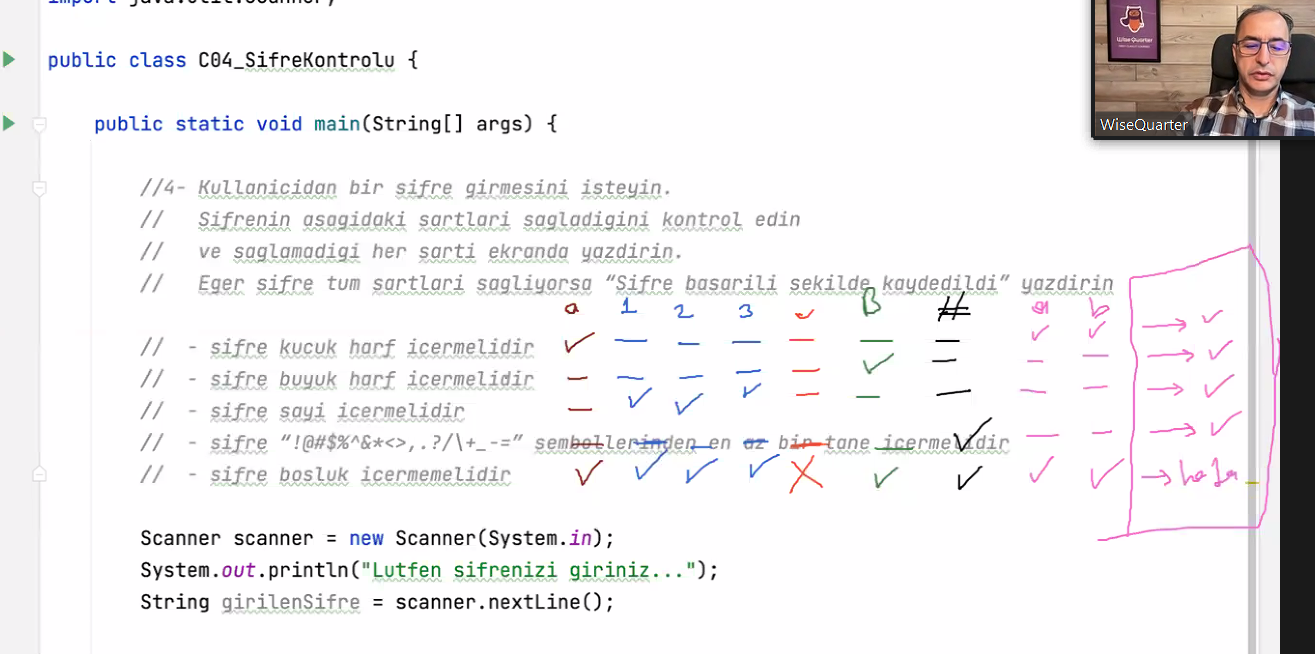 import java.util.Scanner;
WiseQuarter
WiseQuarter
public class C04_SifreKontrolu {
public static void main(String[] args) {
//4- Kullanicidan bir sifre girmesini isteyin.
// Sifrenin asagidaki sartlari sagladigini kontrol edin
// ve saglamadigi her sarti ekranda yazdirin.
// Eger sifre tum sartlari sagliyorsa “Sifre basarili sekilde kaydedildi” yazdirin
a 1 2 3 B # a b
// - sifre kucuk harf icermelidir
// - sifre buyuk harf icermelidir
// - sifre sayi icermelidir
// - sifre “!@#$%^&*<>,.?/\+_-=” sembollerinden en az bir tane icermelidir
// - sifre bosluk icermemelidir
Scanner scanner = new Scanner(System.in);
System.out.println("Lutfen sifrenizi giriniz...");
String girilenSifre = scanner.nextLine();